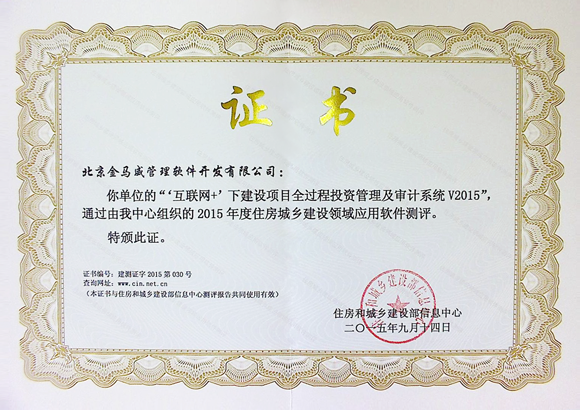 证书
北京金马威管理软件开发有限公司：
你单位的“‘互联网+’下建设项目全过程投资管理及审计系统V2015”，
通过由我中心组织的2015年度住房城乡建设领域应用软件测评。
特颁此证。
证书编号：建测证字2015第030号
查询网址：www.cin.net.cn
（本证书与住房和城乡建设部信息中心测评报告共同使用有效）
住房和城乡建设部信息中心
二〇一五年九月十四日